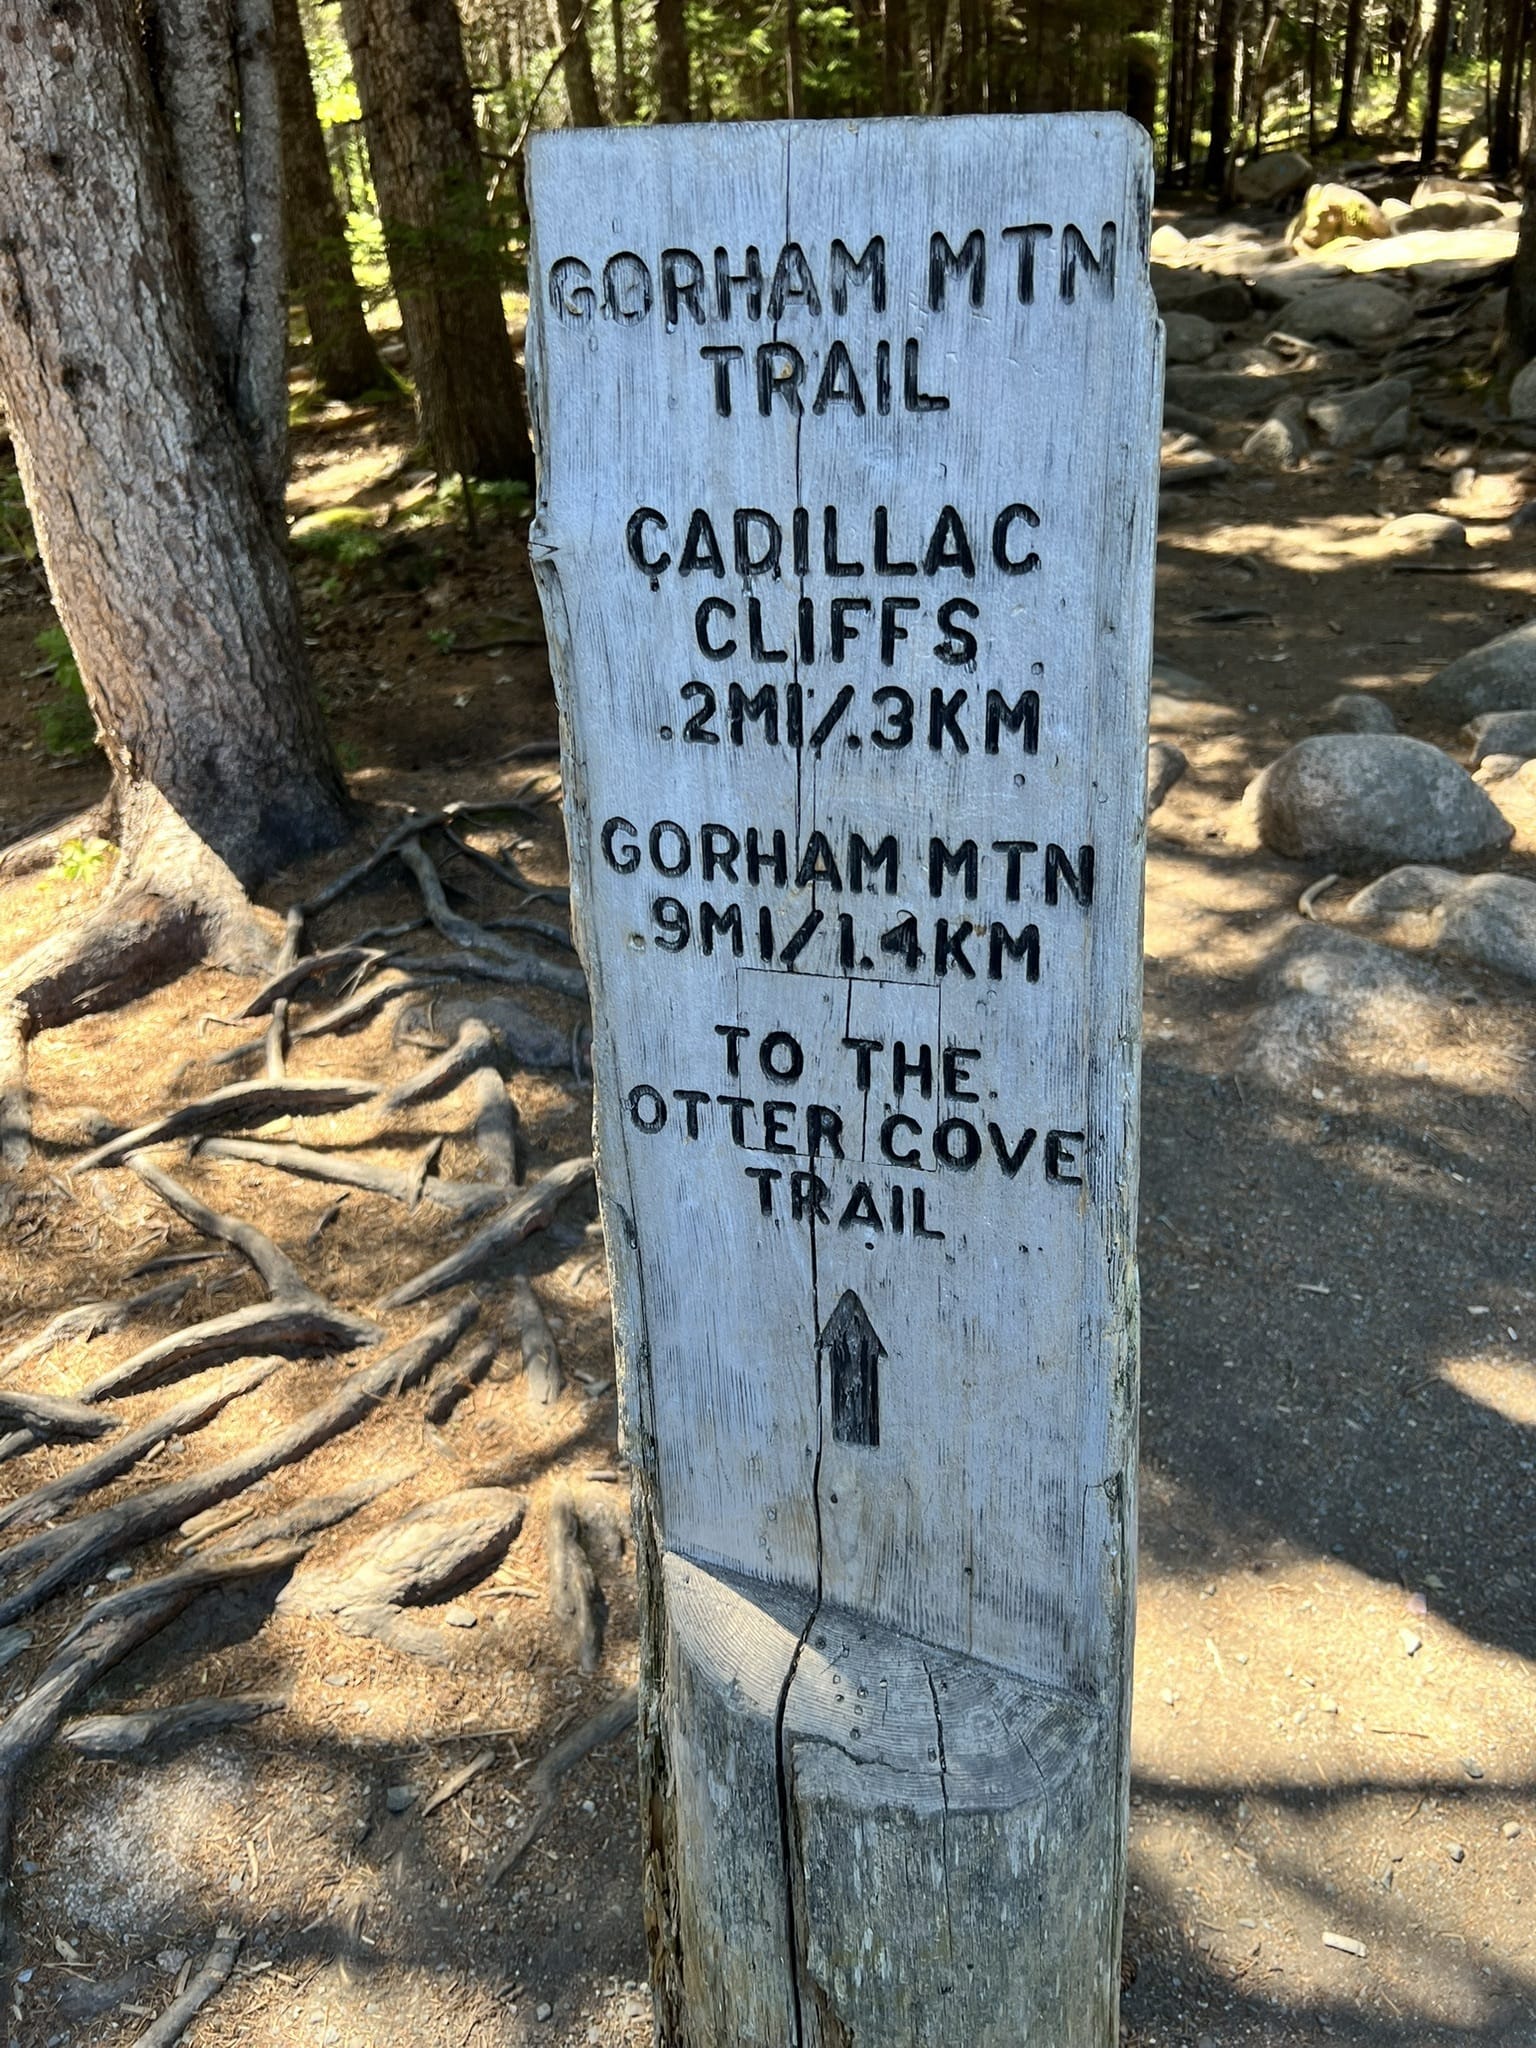 GORHAM MTN
TRAIL
CADILLAC
CLIFFS
.2MI/.3KM
GORHAM MTN
.9MI/1.4KM
TO THE
OTTER COVE
TRAIL